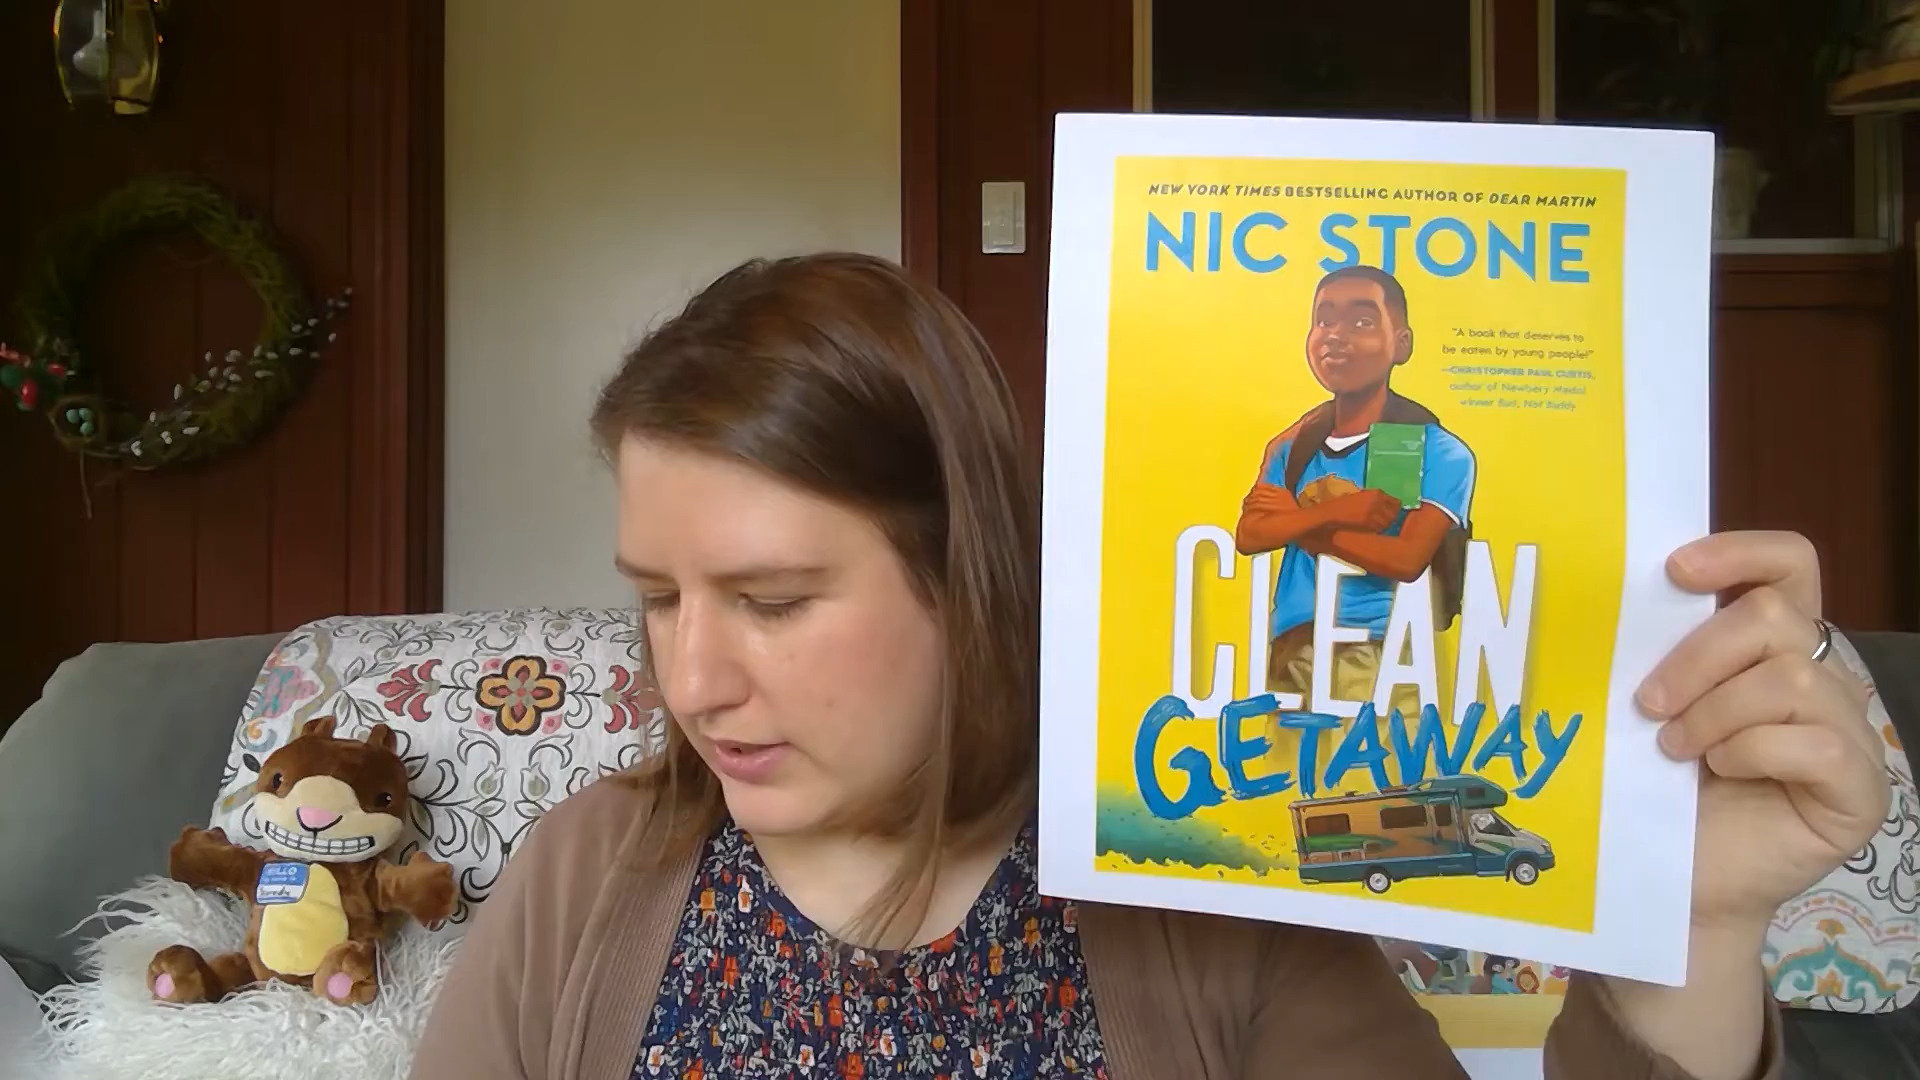 NEW YORK TIMES BESTSELLING AUTHOR OF DEAR MARTIN
NIC STONE
"A book that deserves to
be eaten by young people!"
—CHRISTOPHER PAUL CURTIS,
author of Newbery Medal
winner Bud, Not Buddy
CLEAN
GETAWAY
HELLO